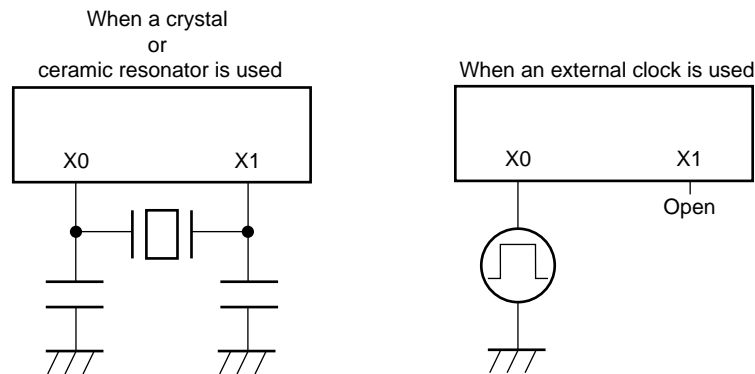 When a crystal
or
ceramic resonator is used
X0 X1
When an external clock is used
X0 X1
Open